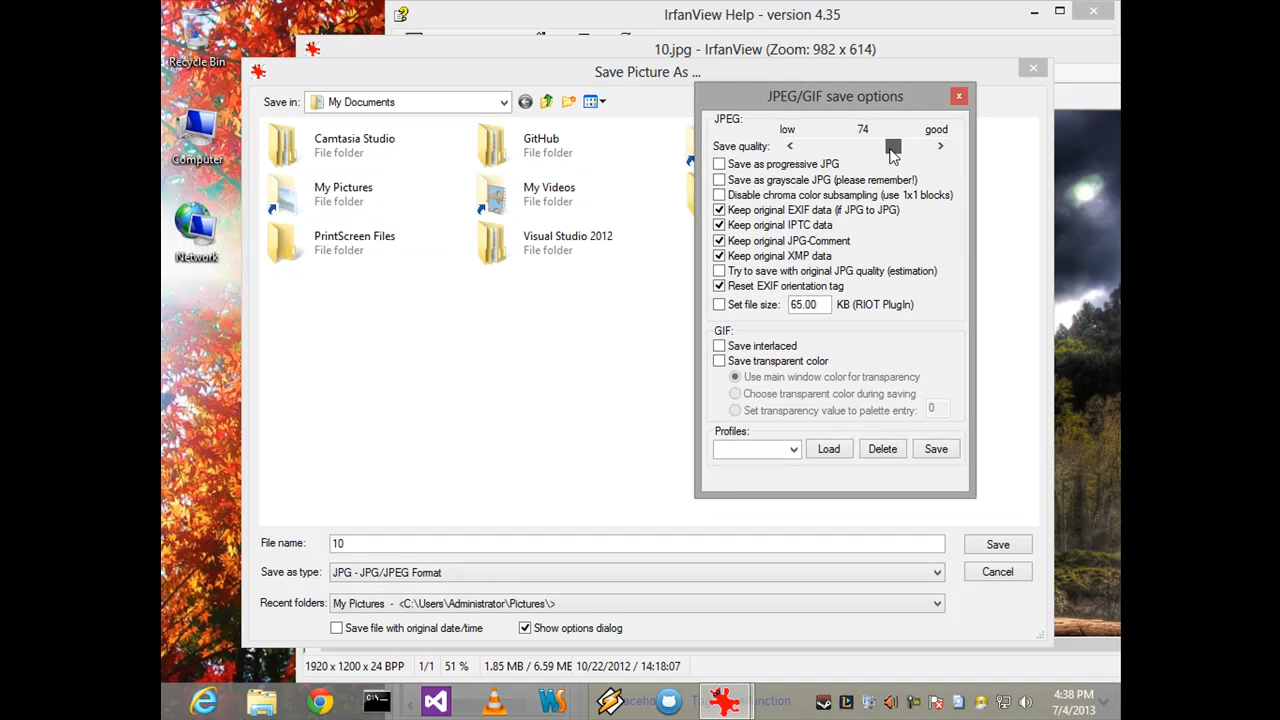 IrfanView Help - version 4.35
10.jpg - IrfanView (Zoom: 982 x 614)
Save Picture As ...
Recycle Bin
Computer
Network
Save in:
My Documents
Camtasia Studio
File folder
GitHub
File folder
My Pictures
File folder
My Videos
File folder
PrintScreen Files
File folder
Visual Studio 2012
File folder
JPEG/GIF save options
JPEG:
low 74 good
Save quality: < >
Save as progressive JPG
Save as grayscale JPG (please remember!)
Disable chroma color subsampling (use 1x1 blocks)
Keep original EXIF data (if JPG to JPG)
Keep original IPTC data
Keep original JPG-Comment
Keep original XMP data
Try to save with original JPG quality (estimation)
Reset EXIF orientation tag
Set file size: 65.00 KB (RIOT PlugIn)
GIF:
Save interlaced
Save transparent color
Use main window color for transparency
Choose transparent color during saving
Set transparency value to palette entry: 0
Profiles:
Load Delete Save
File name: 10 Save
Save as type: JPG - JPG/JPEG Format Cancel
Recent folders: My Pictures - <C:\Users\Administrator\Pictures\>
Save file with original date/time Show options dialog
1920 x 1200 x 24 BPP 1/1 51 % 1.85 MB / 6.59 MB 10/22/2012 / 14:18:07
4:38 PM
7/4/2013